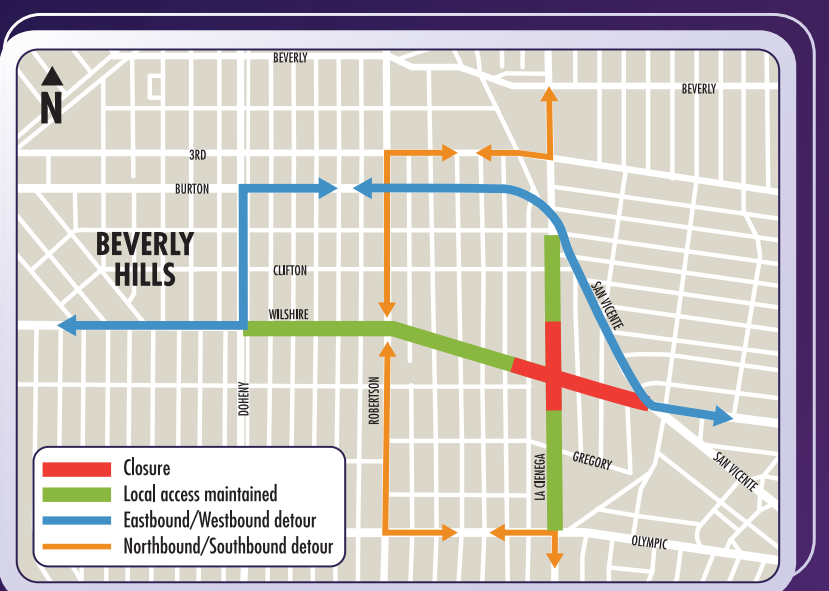 BEVERLY
N
BEVERLY
3RD
BURTON
BEVERLY
HILLS
CLIFTON
SAN VICENTE
WILSHIRE
DOHENY
ROBERTSON
LA CIENEGA
GREGORY
SAN VICENTE
Closure
Local access maintained
Eastbound/Westbound detour
Northbound/Southbound detour
OLYMPIC